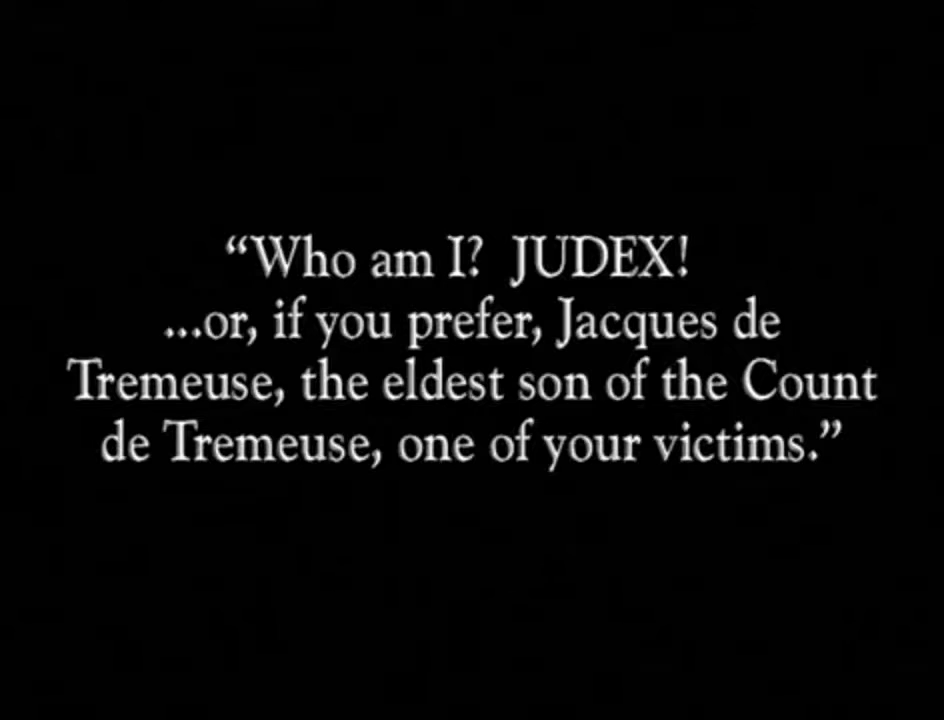 “Who am I?  JUDEX!
...or, if you prefer, Jacques de
Tremeuse, the eldest son of the Count
de Tremeuse, one of your victims.”